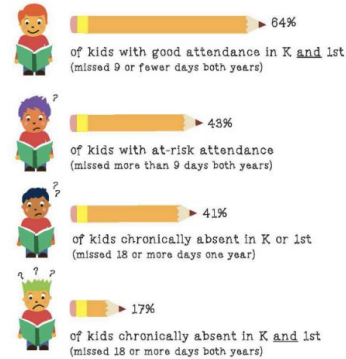 64%
of kids with good attendance in K and 1st
(missed 9 or fewer days both years)
?
43%
of kids with at-risk attendance
(missed more than 9 days both years)
?
?
41%
of kids chronically absent in K or 1st
(missed 18 or more days one year)
? ? ?
17%
of kids chronically absent in K and 1st
(missed 18 or more days both years)